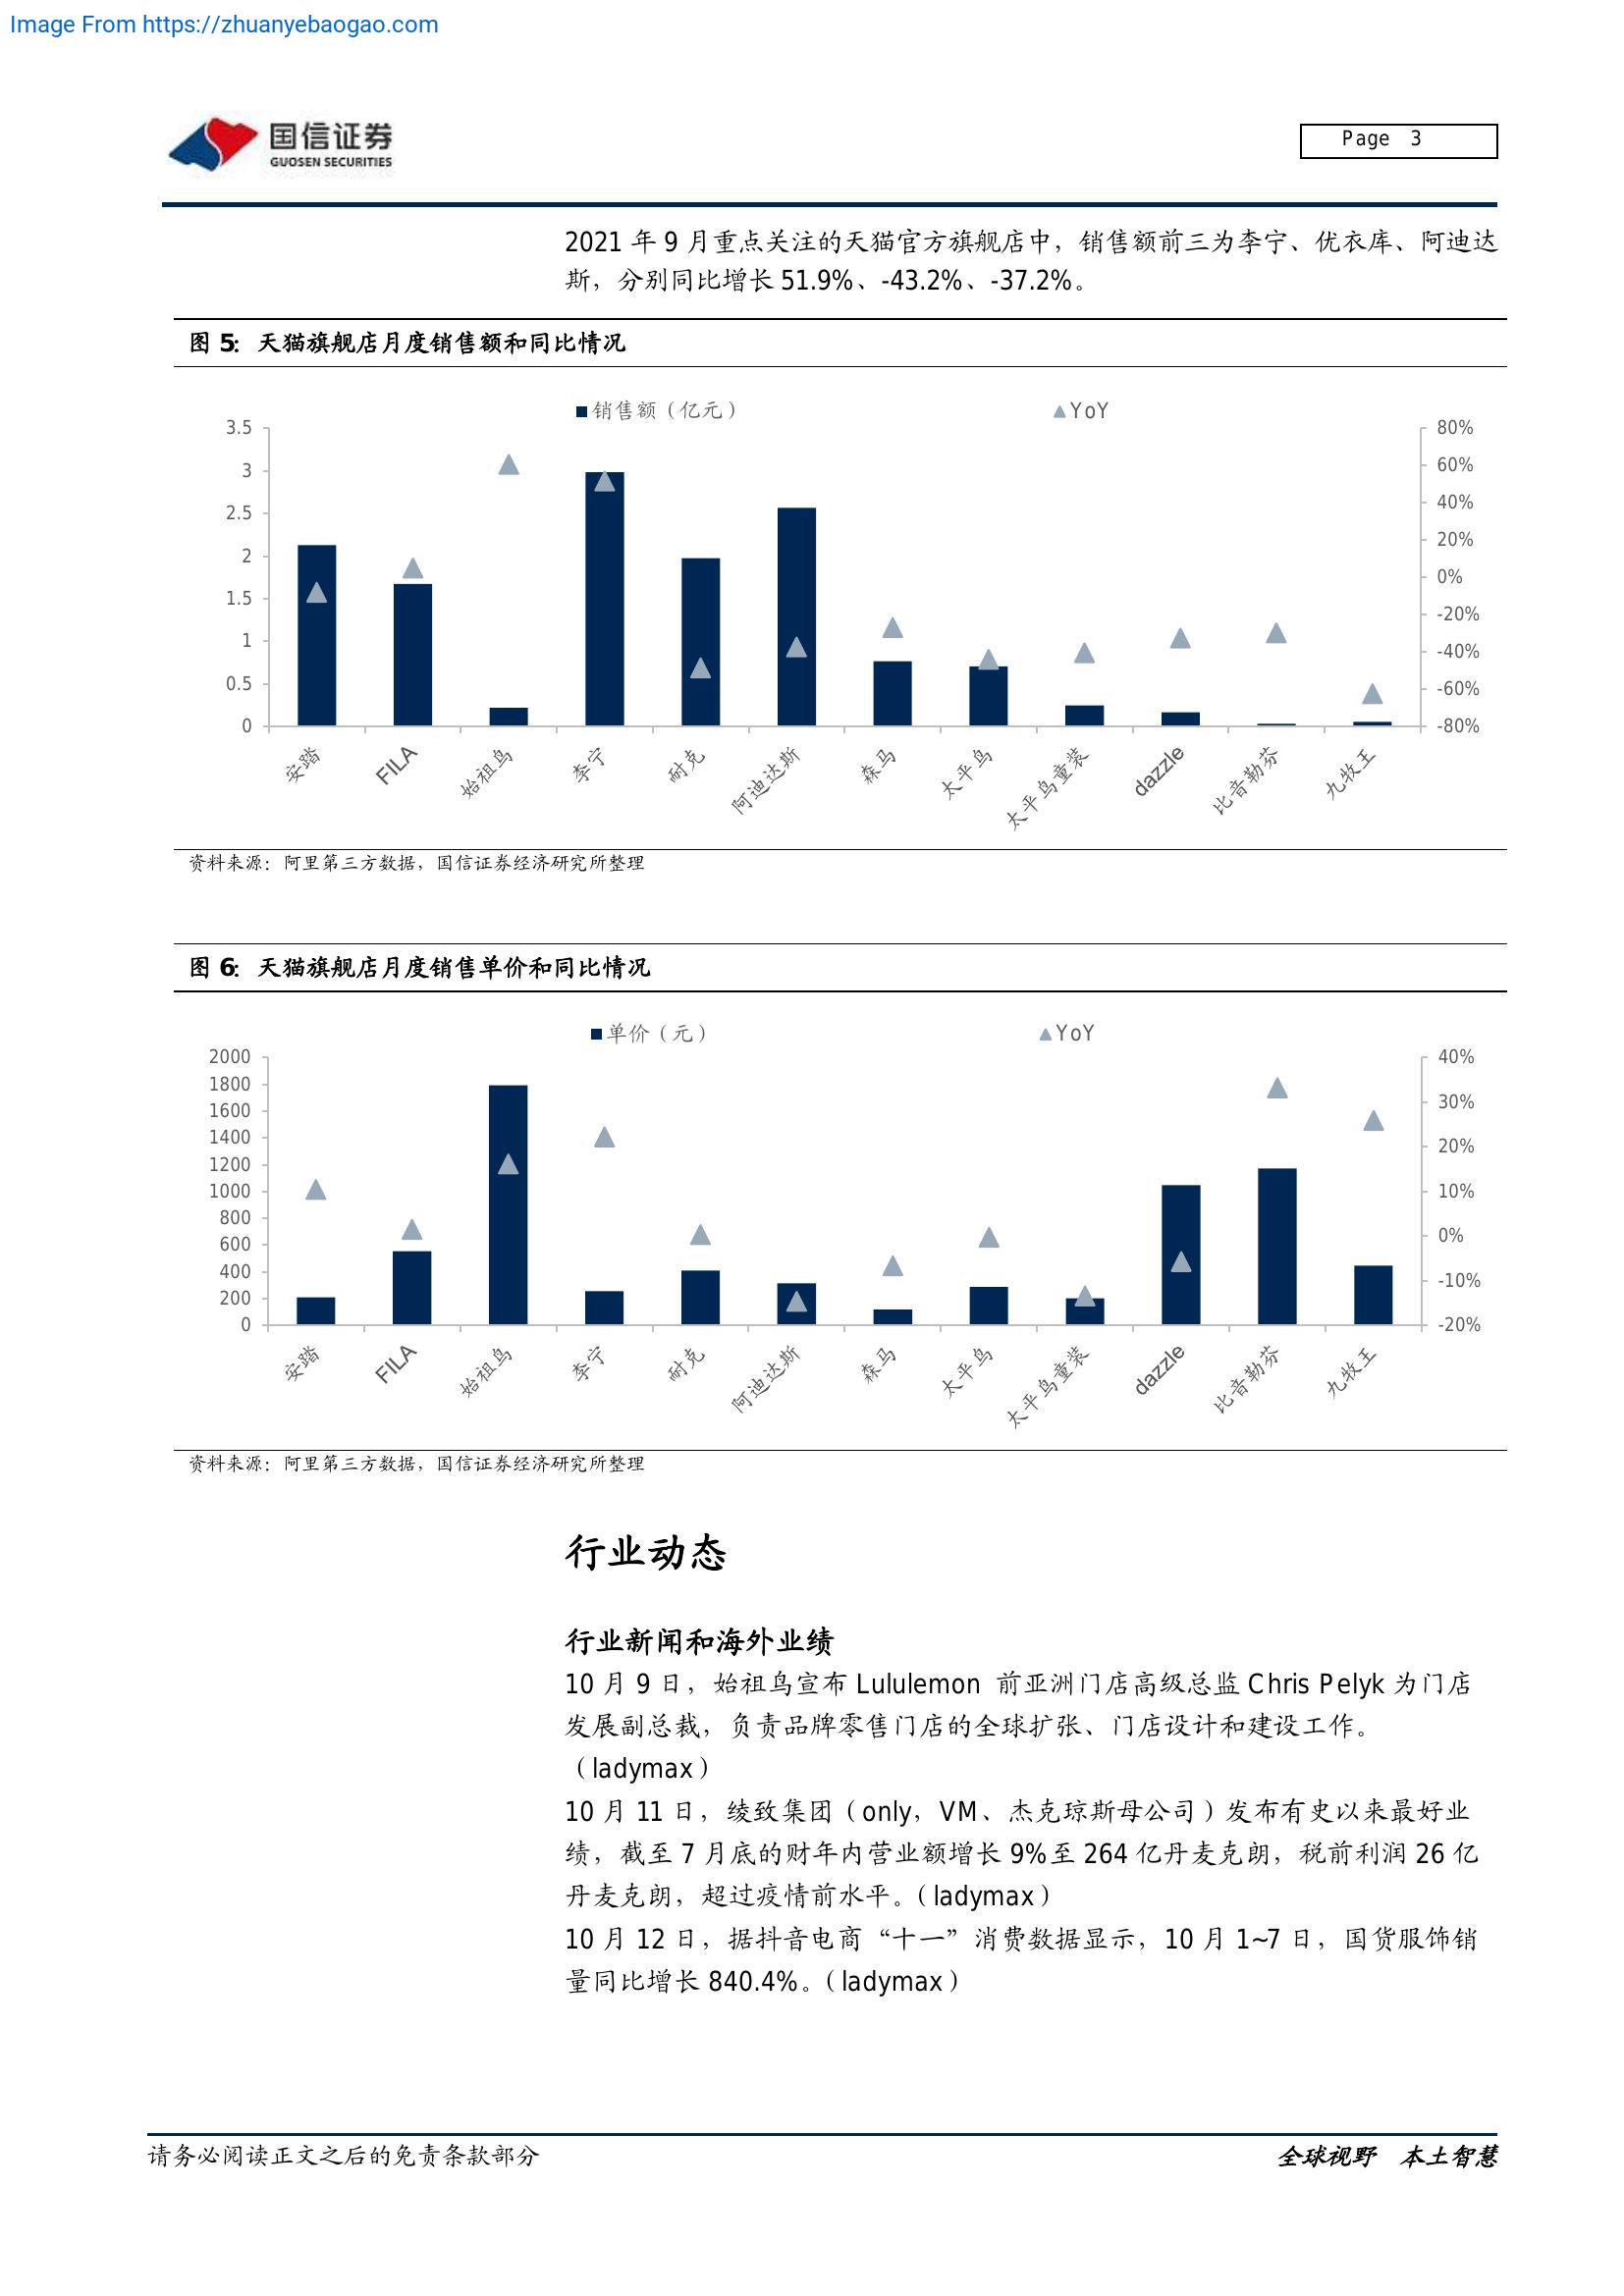 Image From https://zhuanyebaogao.com
国信证券
GUOSEN SECURITIES
Page 3
2021 年 9 月重点关注的天猫官方旗舰店中，销售额前三为李宁、优衣库、阿迪达
斯，分别同比增长 51.9%、-43.2%、-37.2%。
图 5: 天猫旗舰店月度销售额和同比情况
销售额（亿元） YoY
3.5 80%
3 60%
2.5 40%
2 20%
1.5 0%
-20%
1 -40%
0.5 -60%
0 -80%
安踏 FILA 始祖鸟 李宁 耐克 阿迪达斯 森马 太平鸟 太平鸟童装 dazzle 比音勒芬 九牧王
资料来源：阿里第三方数据，国信证券经济研究所整理
图 6: 天猫旗舰店月度销售单价和同比情况
单价（元） YoY
2000 40%
1800
1600 30%
1400
1200 20%
1000 10%
800
600 0%
400
200 -10%
0 -20%
安踏 FILA 始祖鸟 李宁 耐克 阿迪达斯 森马 太平鸟 太平鸟童装 dazzle 比音勒芬 九牧王
资料来源：阿里第三方数据，国信证券经济研究所整理
行业动态
行业新闻和海外业绩
10 月 9 日，始祖鸟宣布 Lululemon 前亚洲门店高级总监 Chris Pelyk 为门店
发展副总裁，负责品牌零售门店的全球扩张、门店设计和建设工作。
（ladymax）
10 月 11 日，绫致集团（only，VM、杰克琼斯母公司）发布有史以来最好业
绩，截至 7 月底的财年内营业额增长 9%至 264 亿丹麦克朗，税前利润 26 亿
丹麦克朗，超过疫情前水平。（ladymax）
10 月 12 日，据抖音电商“十一”消费数据显示，10 月 1~7 日，国货服饰销
量同比增长 840.4%。（ladymax）
请务必阅读正文之后的免责条款部分
全球视野 本土智慧